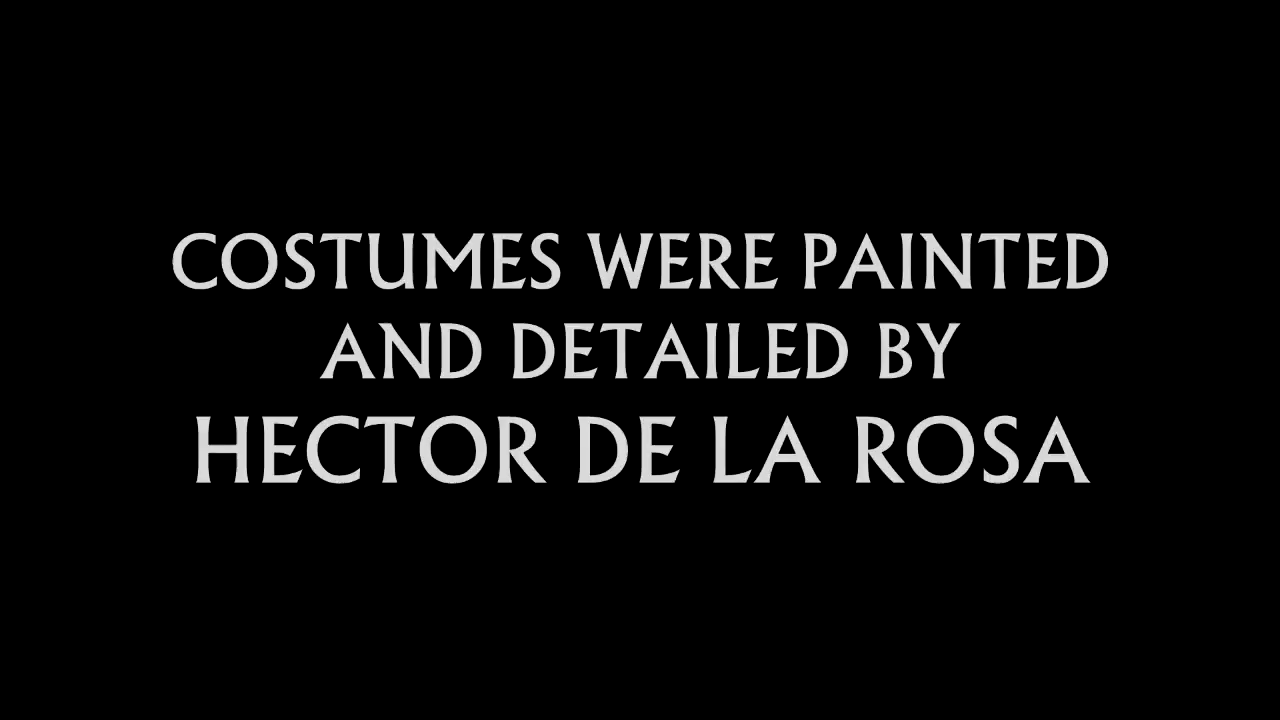 COSTUMES WERE PAINTED
AND DETAILED BY
HECTOR DE LA ROSA